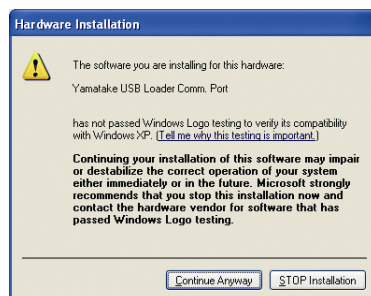 Hardware Installation
The software you are installing for this hardware:
Yamatake USB Loader Comm. Port
has not passed Windows Logo testing to verify its compatibility
with Windows XP. (Tell me why this testing is important.)
Continuing your installation of this software may impair
or destabilize the correct operation of your system
either immediately or in the future. Microsoft strongly
recommends that you stop this installation now and
contact the hardware vendor for software that has
passed Windows Logo testing.
Continue Anyway
STOP Installation